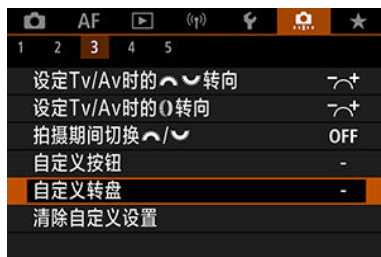 AF
1 2 3 4 5
设定Tv/Av时的转向
设定Tv/Av时的()转向
拍摄期间切换/ OFF
自定义按钮 -
自定义转盘 -
清除自定义设置